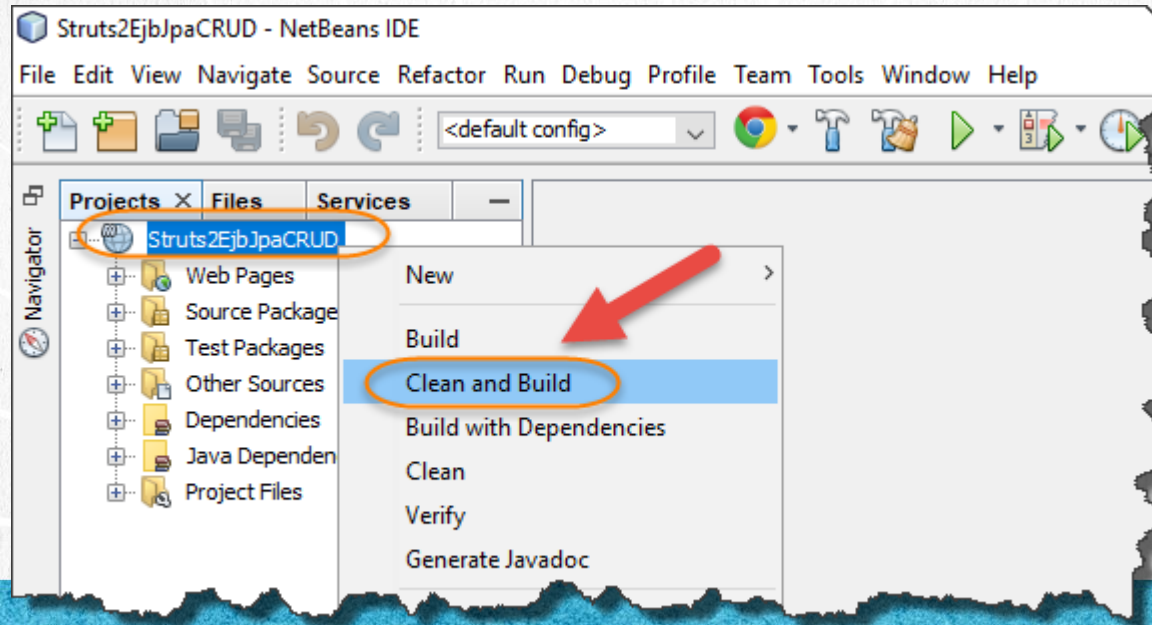 Struts2EjbJpaCRUD - NetBeans IDE
File Edit View Navigate Source Refactor Run Debug Profile Team Tools Window Help
<default config>
Projects Files Services
Navigator
Struts2EjbJpaCRUD
Web Pages
Source Package
Test Packages
Other Sources
Dependencies
Java Dependen
Project Files
New
Build
Clean and Build
Build with Dependencies
Clean
Verify
Generate Javadoc